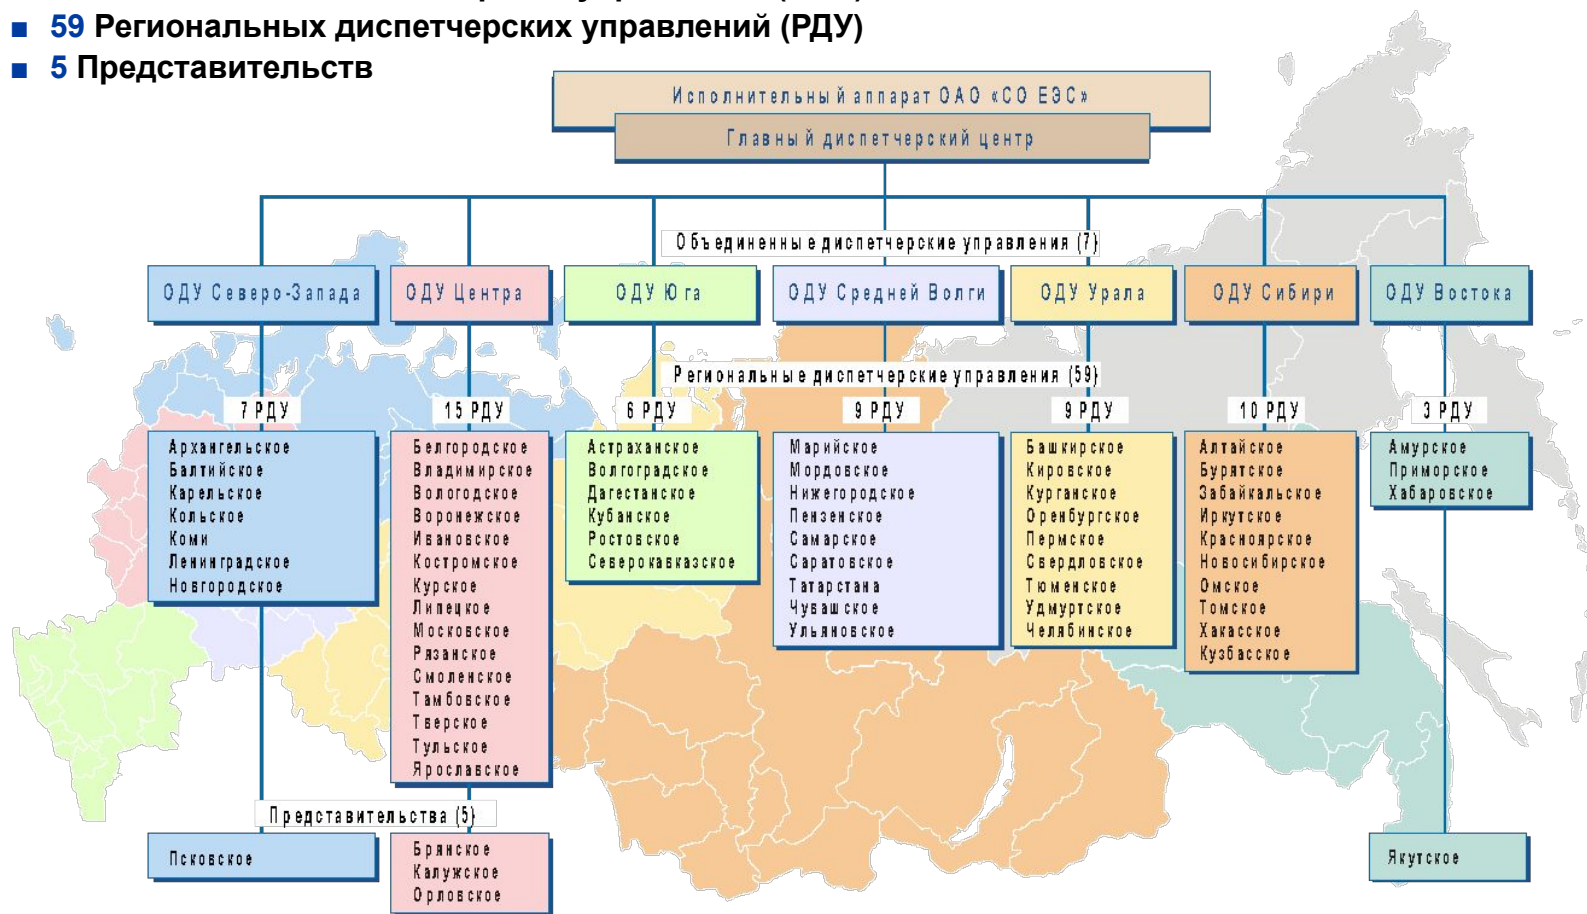 59 Региональных диспетчерских управлений (РДУ)
5 Представительств
Исполнительный аппарат ОАО «СО ЕЭС»
Главный диспетчерский центр
Объединенные диспетчерские управления (7)
ОДУ Северо-Запада
ОДУ Центра
ОДУ Юга
ОДУ Средней Волги
ОДУ Урала
ОДУ Сибири
ОДУ Востока
Региональные диспетчерские управления (59)
7 РДУ
15 РДУ
6 РДУ
9 РДУ
9 РДУ
10 РДУ
3 РДУ
Архангельское
Балтийское
Карельское
Кольское
Коми
Ленинградское
Новгородское
Белгородское
Владимирское
Вологодское
Воронежское
Ивановское
Костромское
Курское
Липецкое
Московское
Рязанское
Смоленское
Тамбовское
Тверское
Тульское
Ярославское
Астраханское
Волгоградское
Дагестанское
Кубанское
Ростовское
Северокавказское
Марийское
Мордовское
Нижегородское
Пензенское
Самарское
Саратовское
Татарстана
Чувашское
Ульяновское
Башкирское
Кировское
Курганское
Оренбургское
Пермское
Свердловское
Тюменское
Удмуртское
Челябинское
Алтайское
Бурятское
Забайкальское
Иркутское
Красноярское
Новосибирское
Омское
Томское
Хакасское
Кузбасское
Амурское
Приморское
Хабаровское
Представительства (5)
Псковское
Брянское
Калужское
Орловское
Якутское